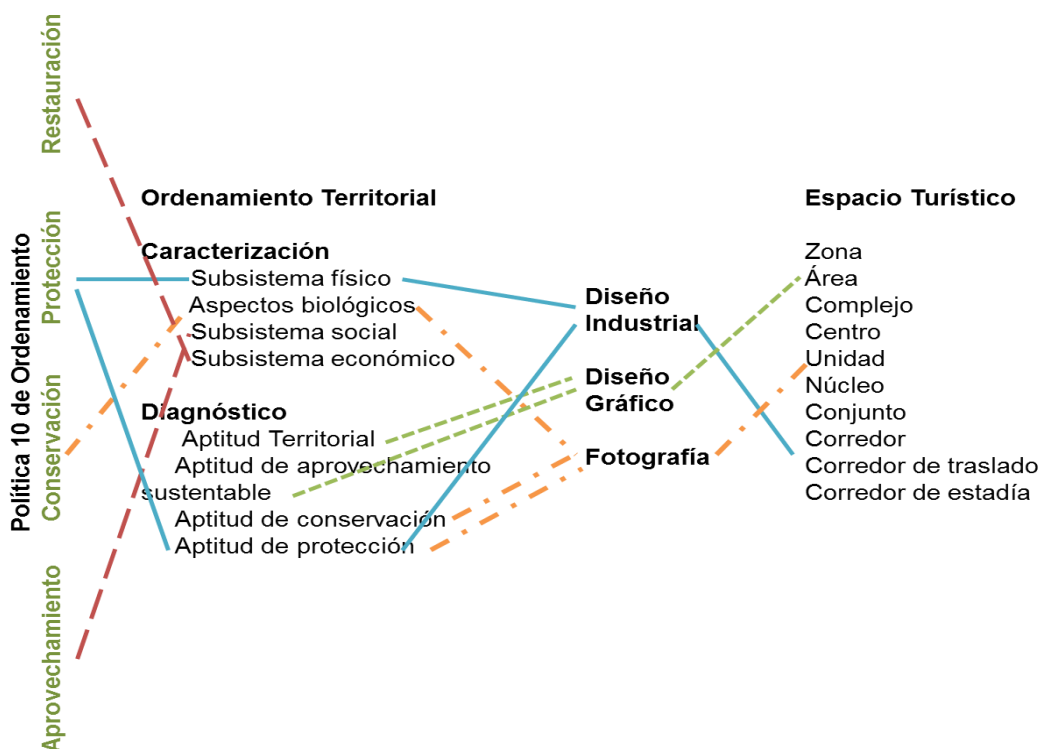 Política 10 de Ordenamiento
Restauración
Protección
Conservación
Aprovechamiento
Ordenamiento Territorial
Caracterización
Subsistema físico
Aspectos biológicos
Subsistema social
Subsistema económico
Diagnóstico
Aptitud Territorial
Aptitud de aprovechamiento
sustentable
Aptitud de conservación
Aptitud de protección
Diseño
Industrial
Diseño
Gráfico
Fotografía
Espacio Turístico
Zona
Área
Complejo
Centro
Unidad
Núcleo
Conjunto
Corredor
Corredor de traslado
Corredor de estadía